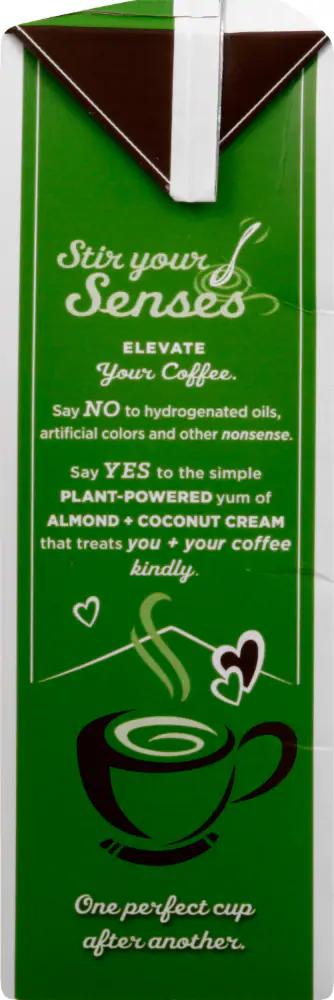 Stir your
Senses
ELEVATE
Your Coffee.
Say NO to hydrogenated oils,
artificial colors and other nonsense.
Say YES to the simple
PLANT-POWERED yum of
ALMOND + COCONUT CREAM
that treats you + your coffee
kindly.
One perfect cup
after another.